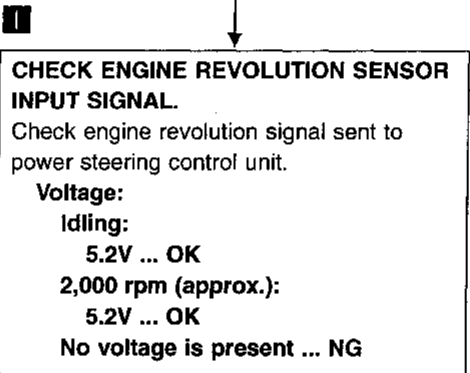 CHECK ENGINE REVOLUTION SENSOR
INPUT SIGNAL.
Check engine revolution signal sent to
power steering control unit.
Voltage:
Idling:
5.2V ... OK
2,000 rpm (approx.):
5.2V ... OK
No voltage is present ... NG